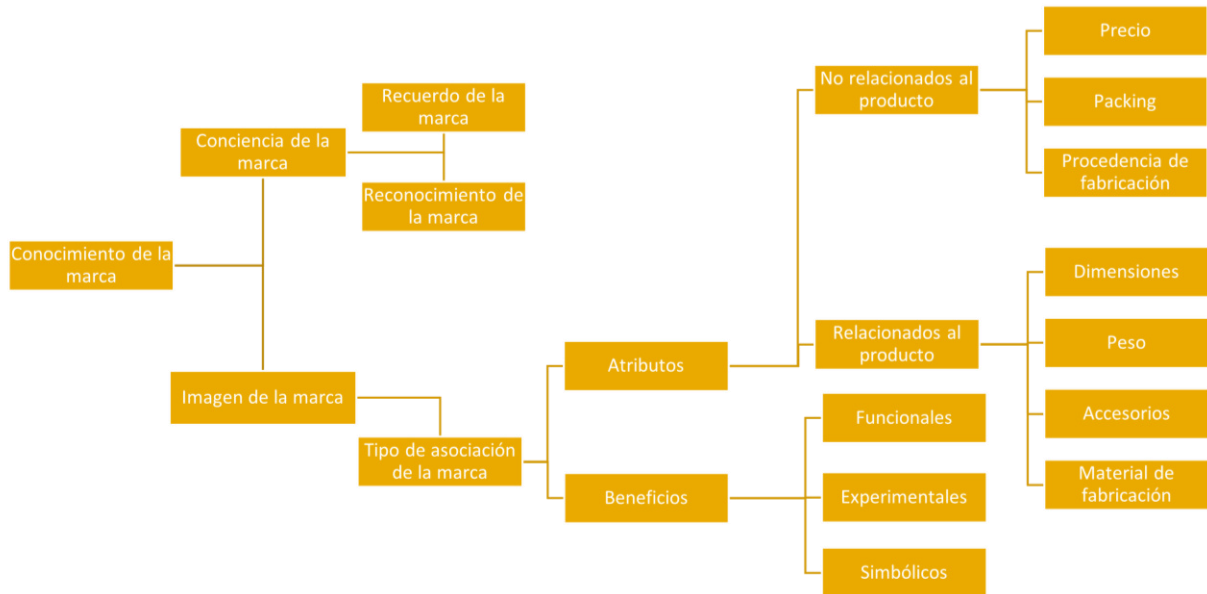 Conocimiento de la
marca
Conciencia de la
marca
Recuerdo de la
marca
Reconocimiento de
la marca
Imagen de la marca
Tipo de asociación
de la marca
Atributos
No relacionados al
producto
Precio
Packing
Procedencia de
fabricación
Relacionados al
producto
Dimensiones
Peso
Accesorios
Material de
fabricación
Beneficios
Funcionales
Experimentales
Simbólicos